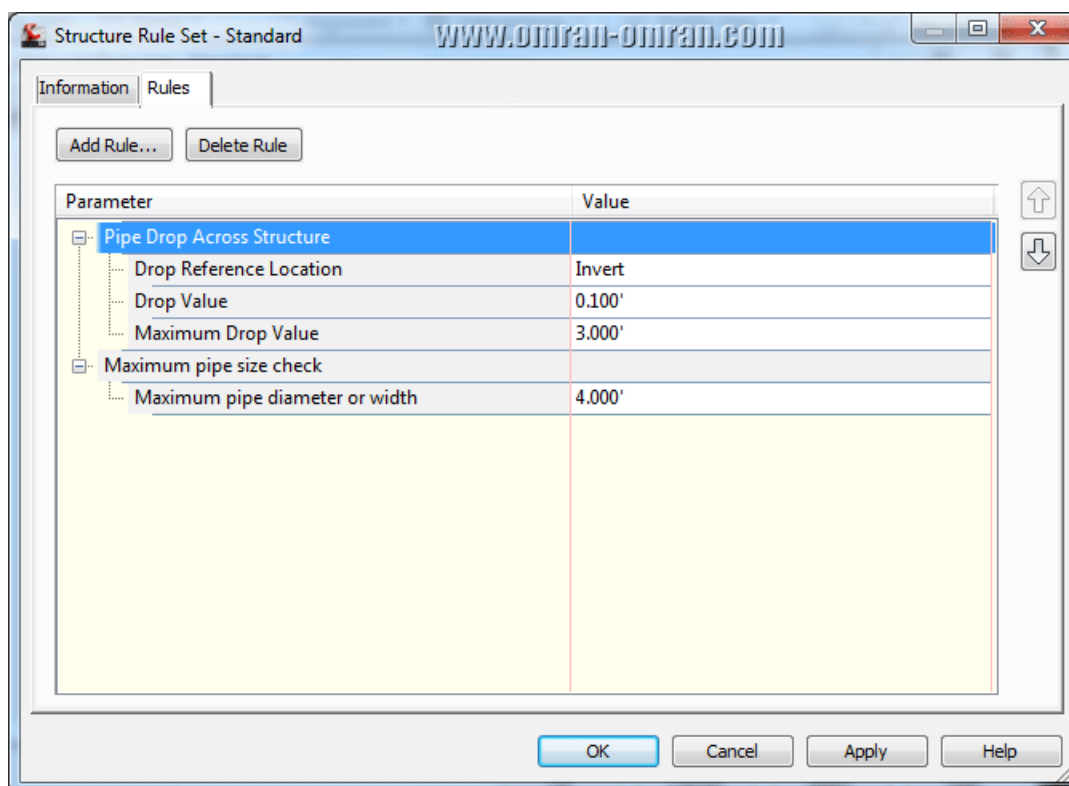 Structure Rule Set - Standard
www.omran-omran.com
Information Rules
Add Rule... Delete Rule
Parameter Value
Pipe Drop Across Structure
Drop Reference Location Invert
Drop Value 0.100'
Maximum Drop Value 3.000'
Maximum pipe size check
Maximum pipe diameter or width 4.000'
OK Cancel Apply Help